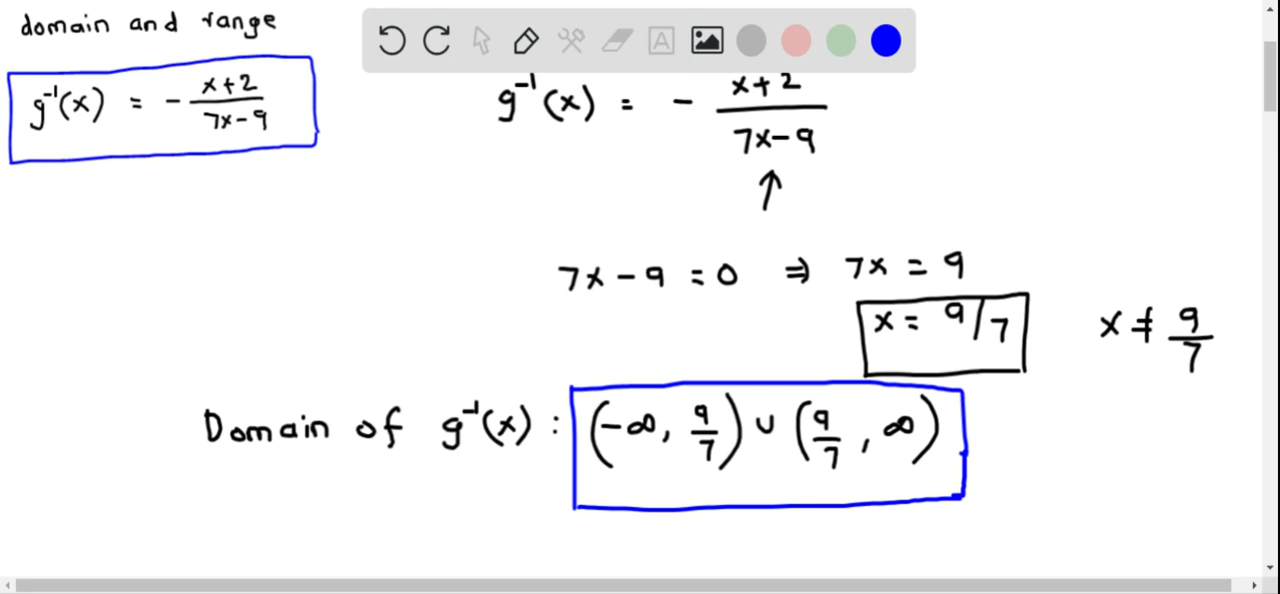 domain and range
g⁻¹(x) = - (x+2)/(7x-9)
g⁻¹(x) = - (x+2)/(7x-9)
↑
7x-9 = 0 ⇒ 7x = 9
x = 9/7
x ≠ 9/7
Domain of g⁻¹(x) : (-∞, 9/7) ∪ (9/7, ∞)